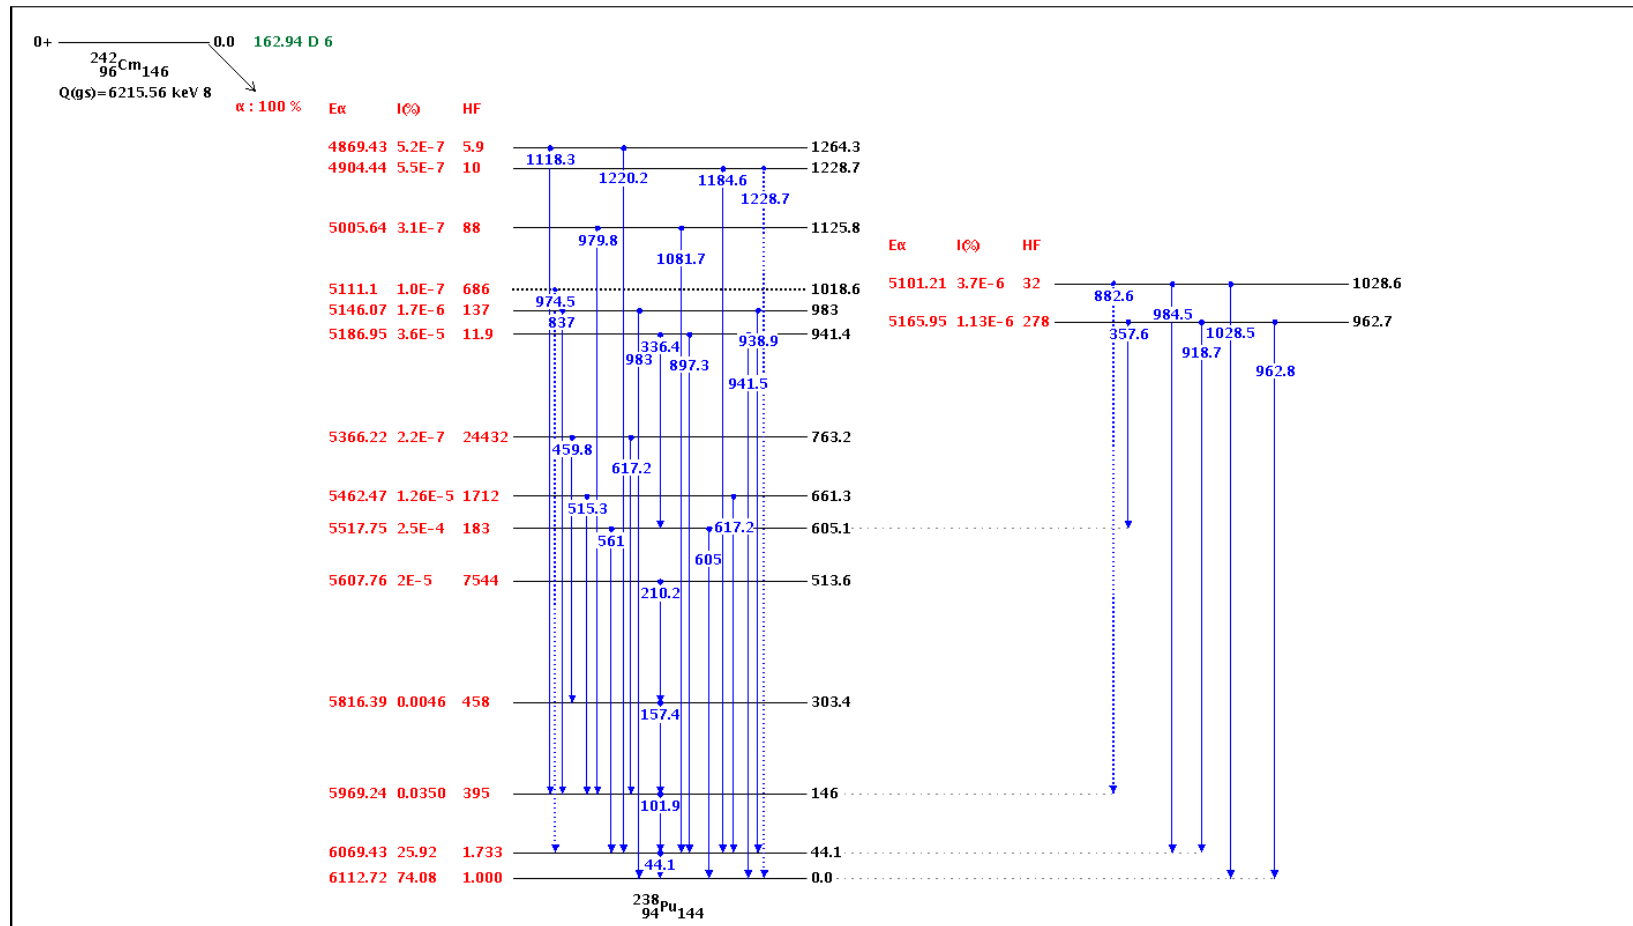 0+ 0.0 162.94 D 6
242
96Cm146
Q(gs)=6215.56 keV 8
α : 100 % Eα I(%) HF
4869.43 5.2E-7 5.9 1264.3
1118.3
4904.44 5.5E-7 10 1228.7
1220.2 1184.6
1228.7
5005.64 3.1E-7 88 1125.8
979.8
1081.7
Eα I(%) HF
5101.21 3.7E-6 32 1028.6
5111.1 1.0E-7 686 1018.6
882.6
974.5
984.5
5146.07 1.7E-6 137 983
837
5165.95 1.13E-6 278 962.7
357.6 1028.5
5186.95 3.6E-5 11.9 941.4
336.4 938.9
918.7
983 897.3
962.8
941.5
5366.22 2.2E-7 24432 763.2
459.8
617.2
5462.47 1.26E-5 1712 661.3
515.3
5517.75 2.5E-4 183 605.1
617.2
561
605
5607.76 2E-5 7544 513.6
210.2
5816.39 0.0046 458 303.4
157.4
5969.24 0.0350 395 146
101.9
6069.43 25.92 1.733 44.1
44.1
6112.72 74.08 1.000 0.0
238
94Pu144